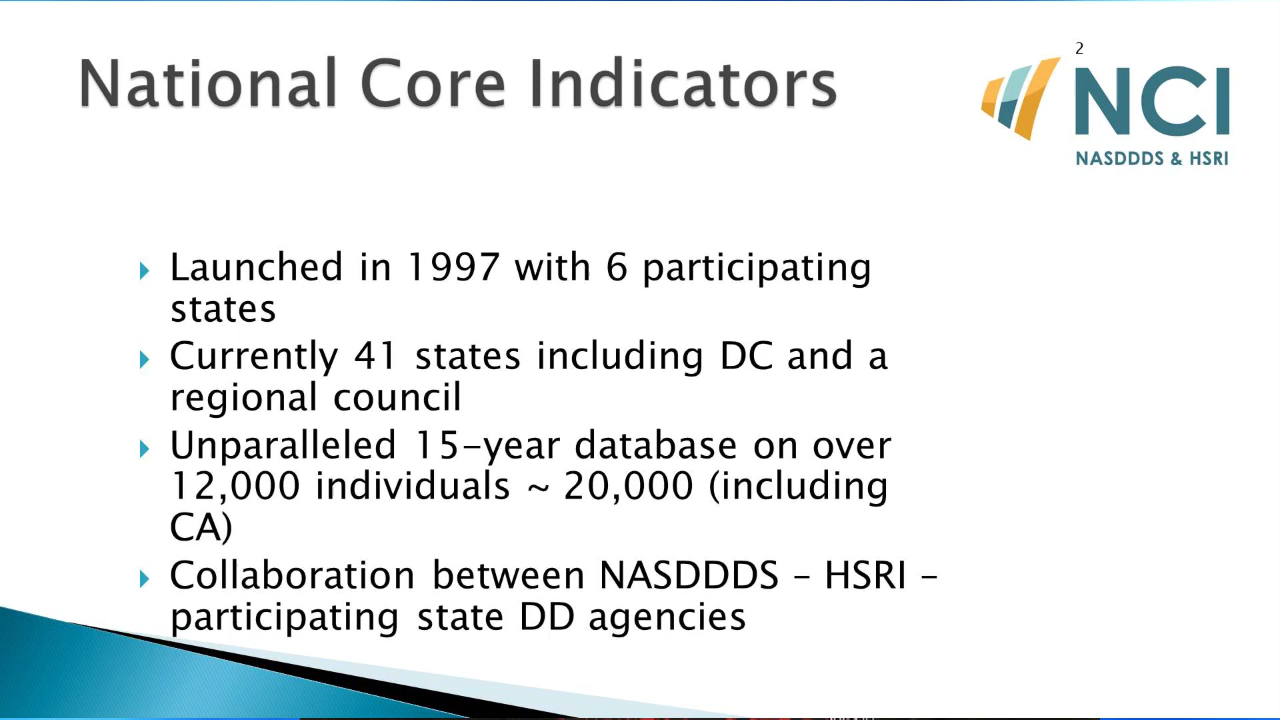 2
National Core Indicators
NCI
NASDDDS & HSRI
Launched in 1997 with 6 participating
states
Currently 41 states including DC and a
regional council
Unparalleled 15-year database on over
12,000 individuals ~ 20,000 (including
CA)
Collaboration between NASDDDS – HSRI –
participating state DD agencies